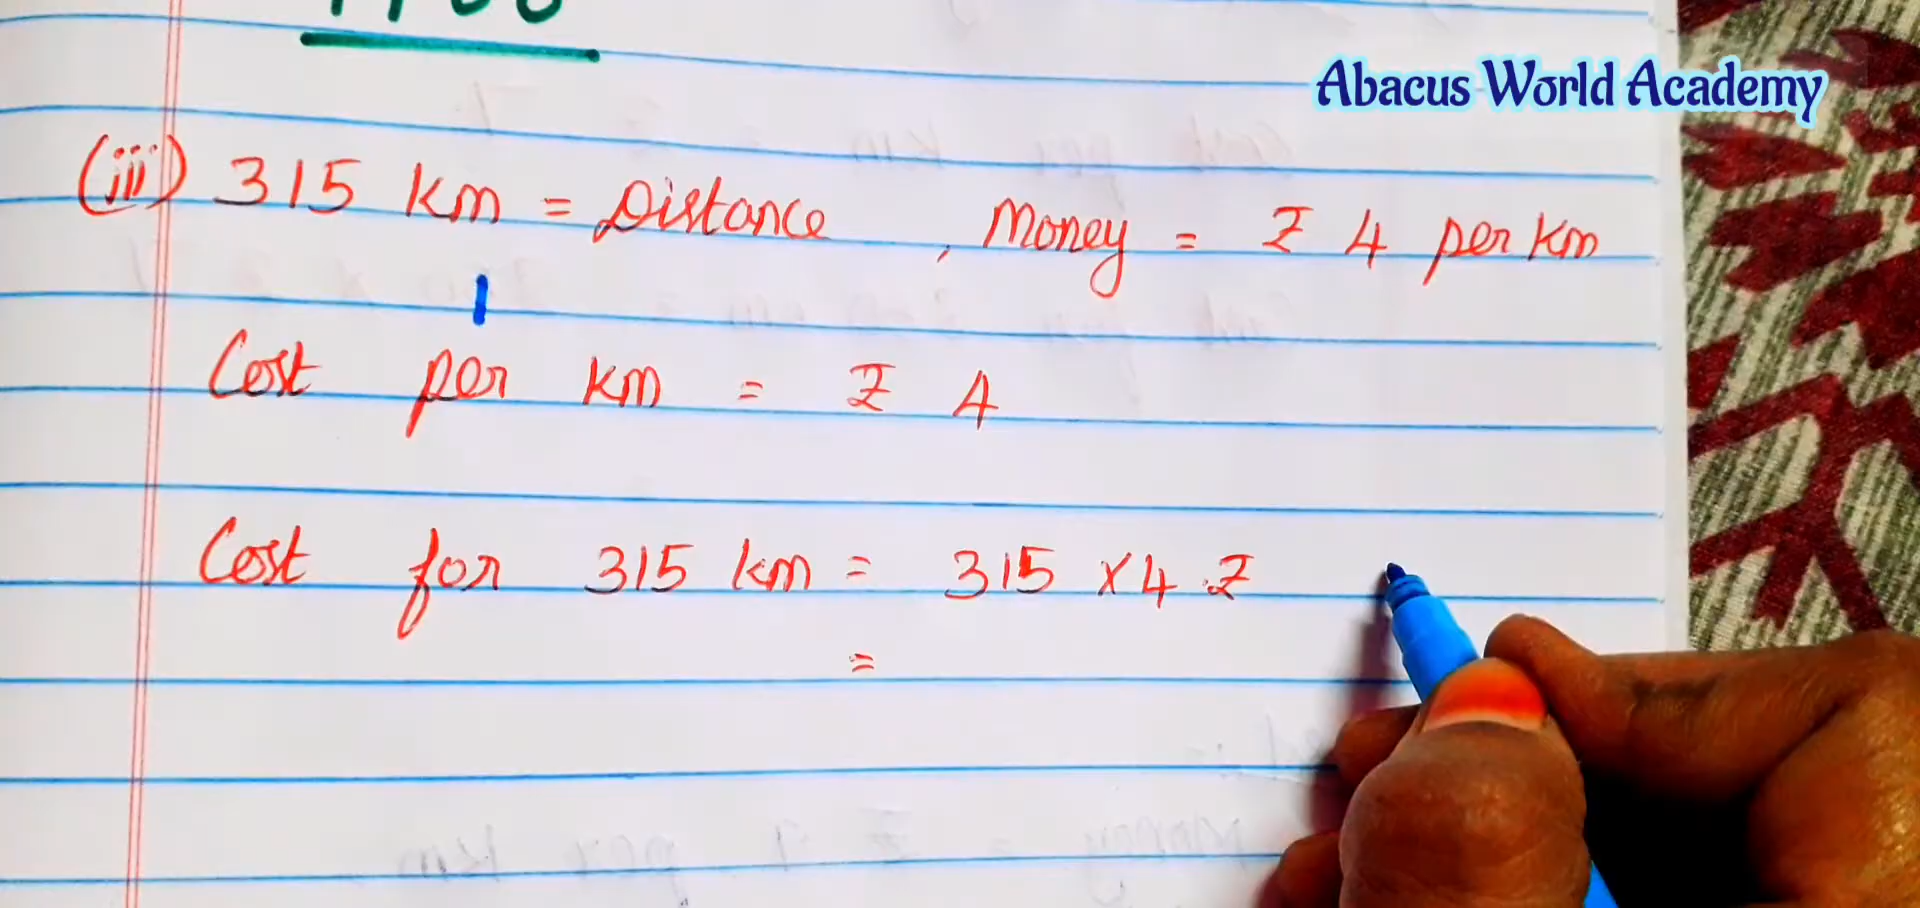 Abacus World Academy
(iii) 315 km = Distance , Money = ₹ 4 per km
Cost per km = ₹ 4
Cost for 315 km = 315 × 4 ₹
=